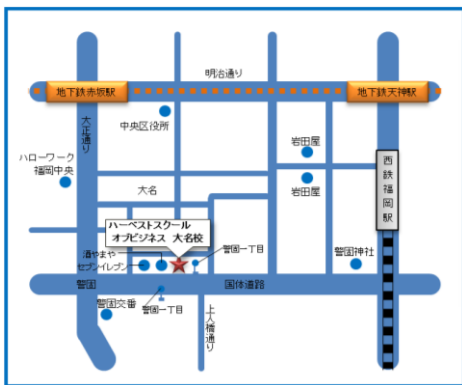 明治通り
地下鉄赤坂駅
地下鉄天神駅
大正通り
中央区役所
岩田屋
ハローワーク
福岡中央
西鉄福岡駅
岩田屋
大名
ハーベストスクール
オブビジネス 大名校
酒やまや
セブンイレブン
警固一丁目
警固神社
警固
国体道路
警固交番
警固一丁目
上人橋通り